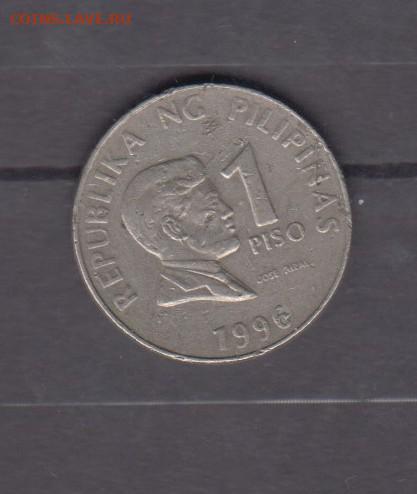 COINS.LAVE.RU
REPUBLIKA NG PILIPINAS
1
PISO
JOSE RIZAL
1996